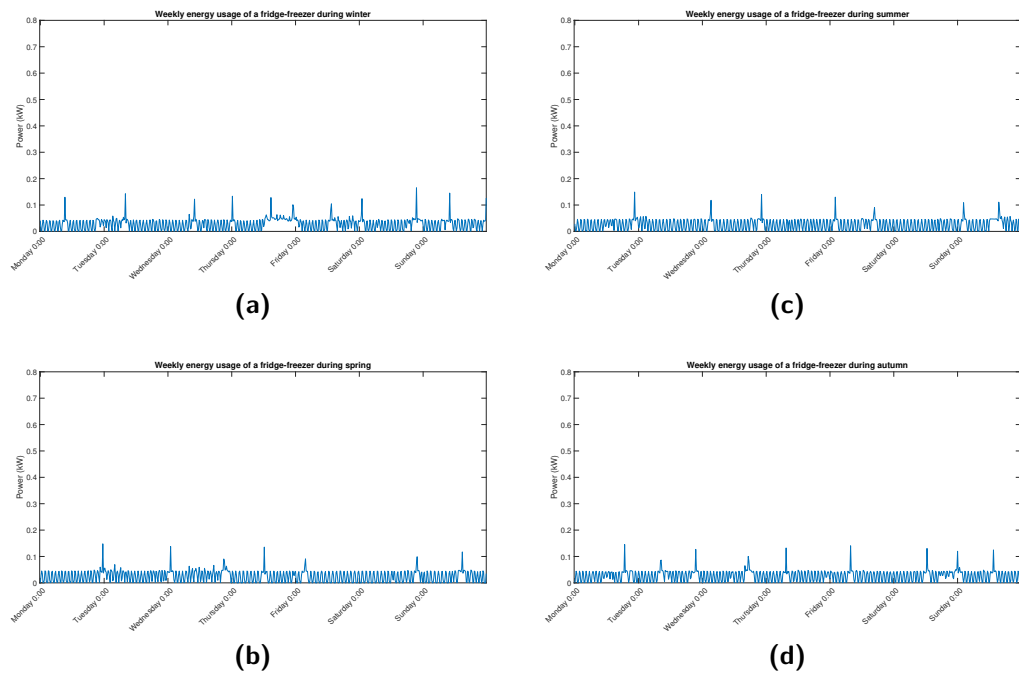 Weekly energy usage of a fridge-freezer during winter
0.8
0.7
0.6
0.5
0.4
0.3
0.2
0.1
0
Power (kW)
Monday 0:00
Tuesday 0:00
Wednesday 0:00
Thursday 0:00
Friday 0:00
Saturday 0:00
Sunday 0:00
(a)
Weekly energy usage of a fridge-freezer during summer
0.8
0.7
0.6
0.5
0.4
0.3
0.2
0.1
0
Power (kW)
Monday 0:00
Tuesday 0:00
Wednesday 0:00
Thursday 0:00
Friday 0:00
Saturday 0:00
Sunday 0:00
(c)
Weekly energy usage of a fridge-freezer during spring
0.8
0.7
0.6
0.5
0.4
0.3
0.2
0.1
0
Power (kW)
Monday 0:00
Tuesday 0:00
Wednesday 0:00
Thursday 0:00
Friday 0:00
Saturday 0:00
Sunday 0:00
(b)
Weekly energy usage of a fridge-freezer during autumn
0.8
0.7
0.6
0.5
0.4
0.3
0.2
0.1
0
Power (kW)
Monday 0:00
Tuesday 0:00
Wednesday 0:00
Thursday 0:00
Friday 0:00
Saturday 0:00
Sunday 0:00
(d)